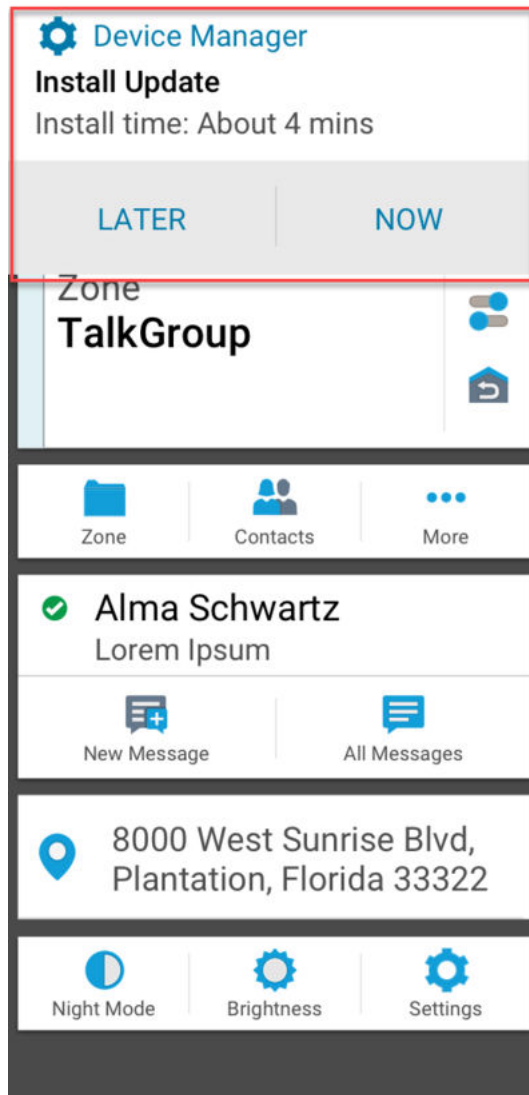 Device Manager
Install Update
Install time: About 4 mins
LATER
NOW
Zone
TalkGroup
Zone
Contacts
More
Alma Schwartz
Lorem Ipsum
New Message
All Messages
8000 West Sunrise Blvd,
Plantation, Florida 33322
Night Mode
Brightness
Settings